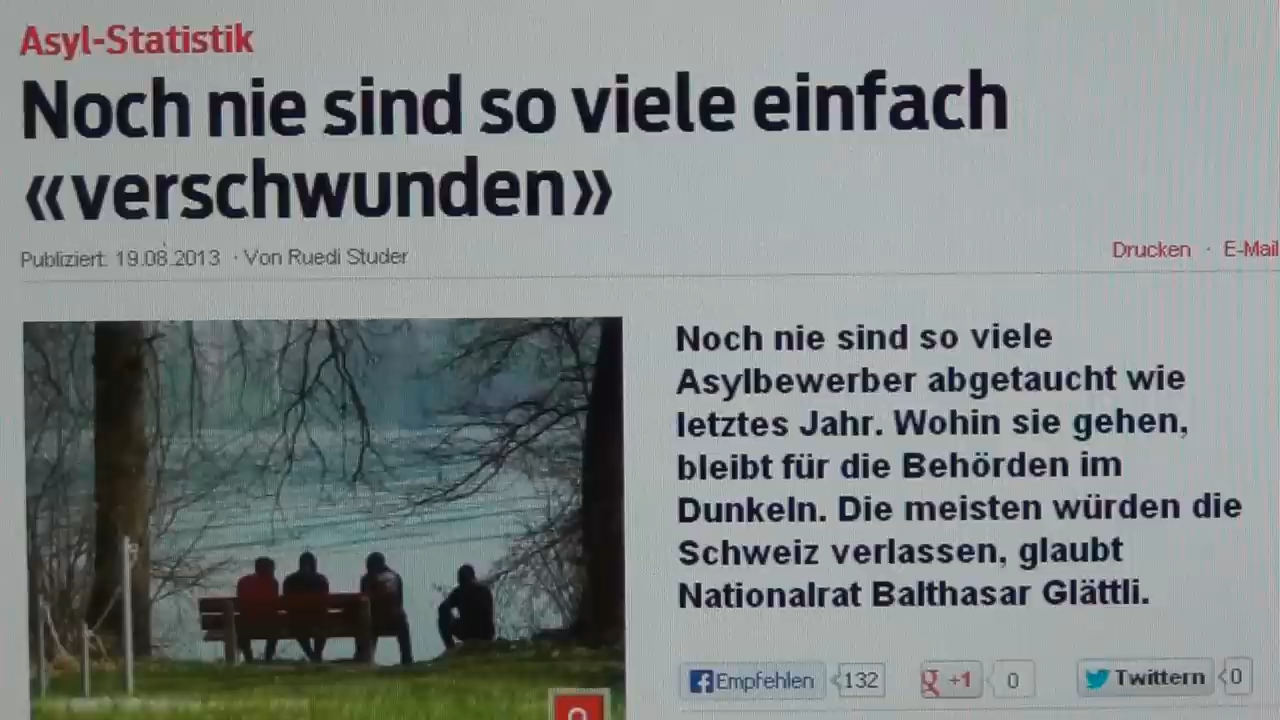 Asyl-Statistik
Noch nie sind so viele einfach
«verschwunden»
Publiziert: 19.08.2013 · Von Ruedi Studer
Drucken · E-Mail
Noch nie sind so viele
Asylbewerber abgetaucht wie
letztes Jahr. Wohin sie gehen,
bleibt für die Behörden im
Dunkeln. Die meisten würden die
Schweiz verlassen, glaubt
Nationalrat Balthasar Glättli.
Empfehlen 132 +1 0 Twittern 0